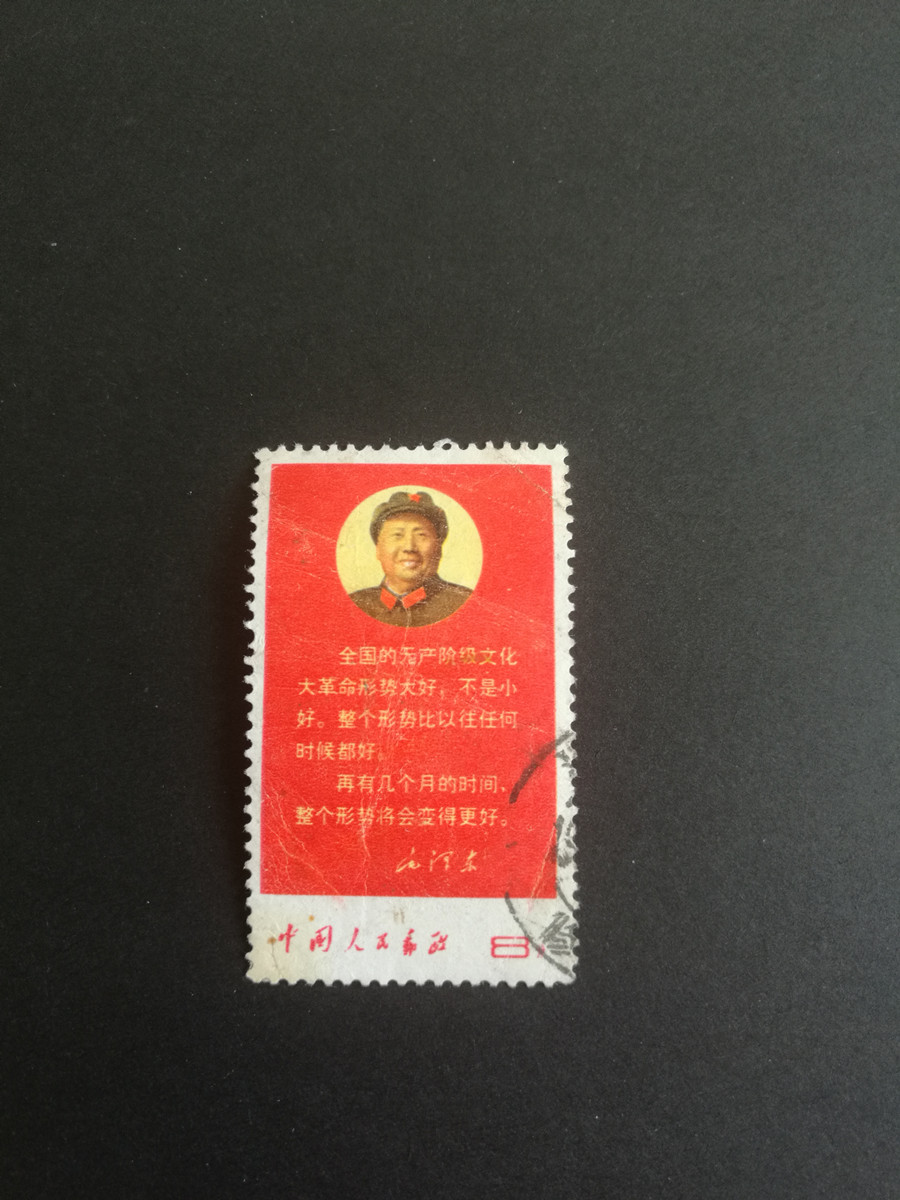 全国的无产阶级文化
大革命形势大好，不是小
好。整个形势比以往任何
时候都好。
再有几个月的时间，
整个形势将会变得更好。
毛泽东
中国人民邮政
8